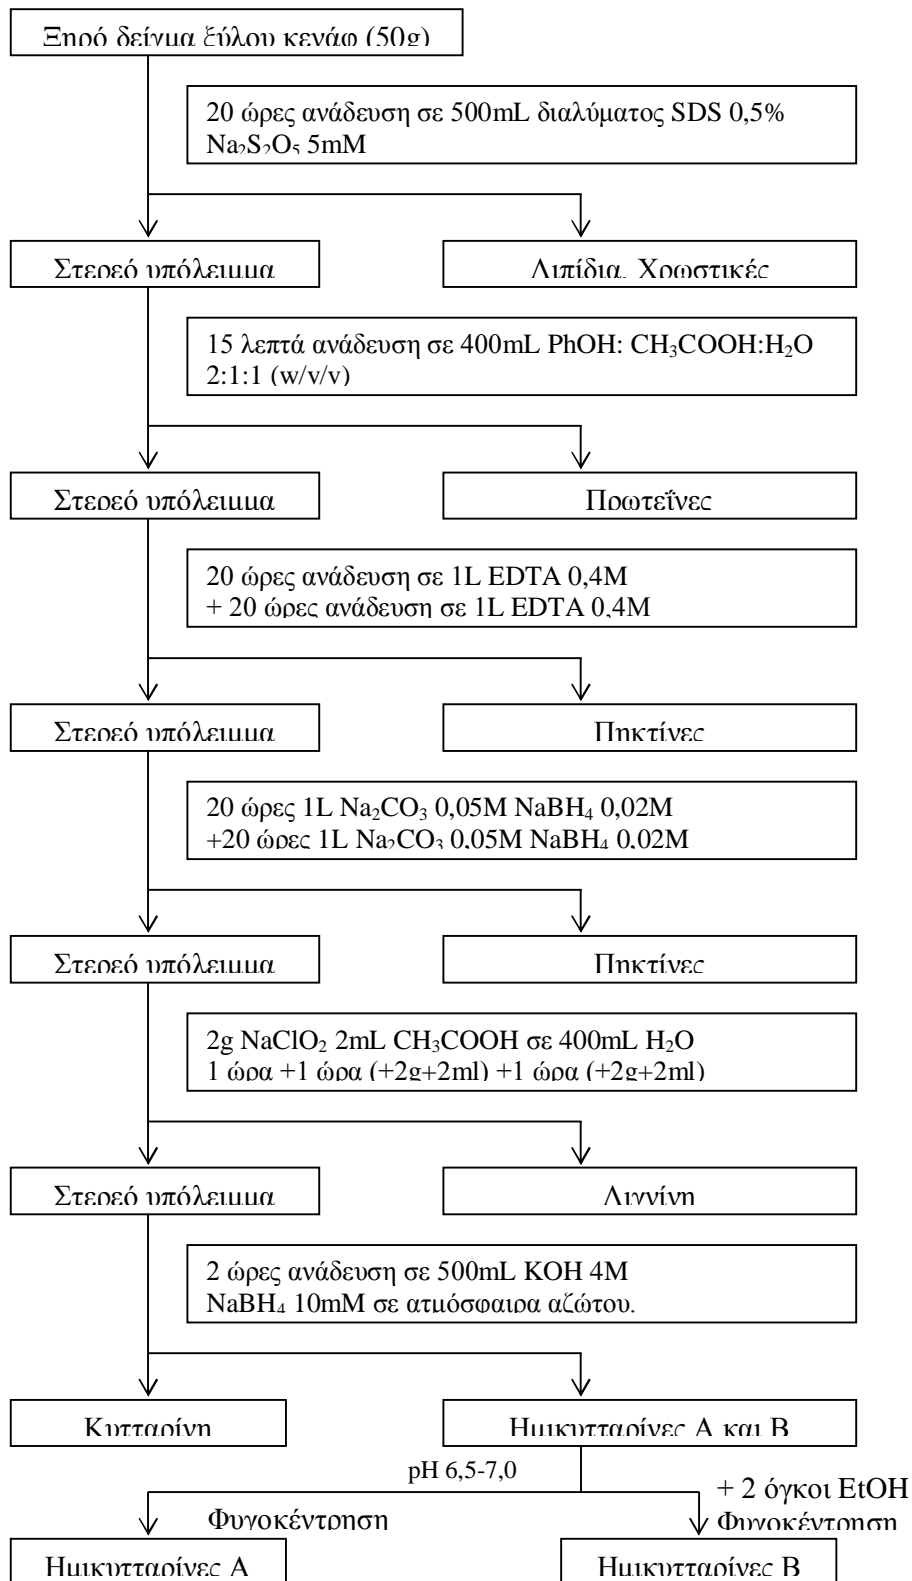 Ξηρό δείγμα ξύλου κενάφ (50g)
20 ώρες ανάδευση σε 500mL διαλύματος SDS 0,5%
Na₂S₂O₅ 5mM
Στερεό υπόλειμμα
Λιπίδια, Χρωστικές
15 λεπτά ανάδευση σε 400mL PhOH: CH₃COOH:H₂O
2:1:1 (w/v/v)
Στερεό υπόλειμμα
Πρωτεΐνες
20 ώρες ανάδευση σε 1L EDTA 0,4M
+ 20 ώρες ανάδευση σε 1L EDTA 0,4M
Στερεό υπόλειμμα
Πηκτίνες
20 ώρες 1L Na₂CO₃ 0,05M NaBH₄ 0,02M
+20 ώρες 1L Na₂CO₃ 0,05M NaBH₄ 0,02M
Στερεό υπόλειμμα
Πηκτίνες
2g NaClO₂ 2mL CH₃COOH σε 400mL H₂O
1 ώρα +1 ώρα (+2g+2ml) +1 ώρα (+2g+2ml)
Στερεό υπόλειμμα
Λιγνίνη
2 ώρες ανάδευση σε 500mL KOH 4M
NaBH₄ 10mM σε ατμόσφαιρα αζώτου.
Κυτταρίνη
Ημικυτταρίνες Α και Β
pH 6,5-7,0
+ 2 όγκοι EtOH
Φυγοκέντρηση
Φυγοκέντρηση
Ημικυτταρίνες Α
Ημικυτταρίνες Β